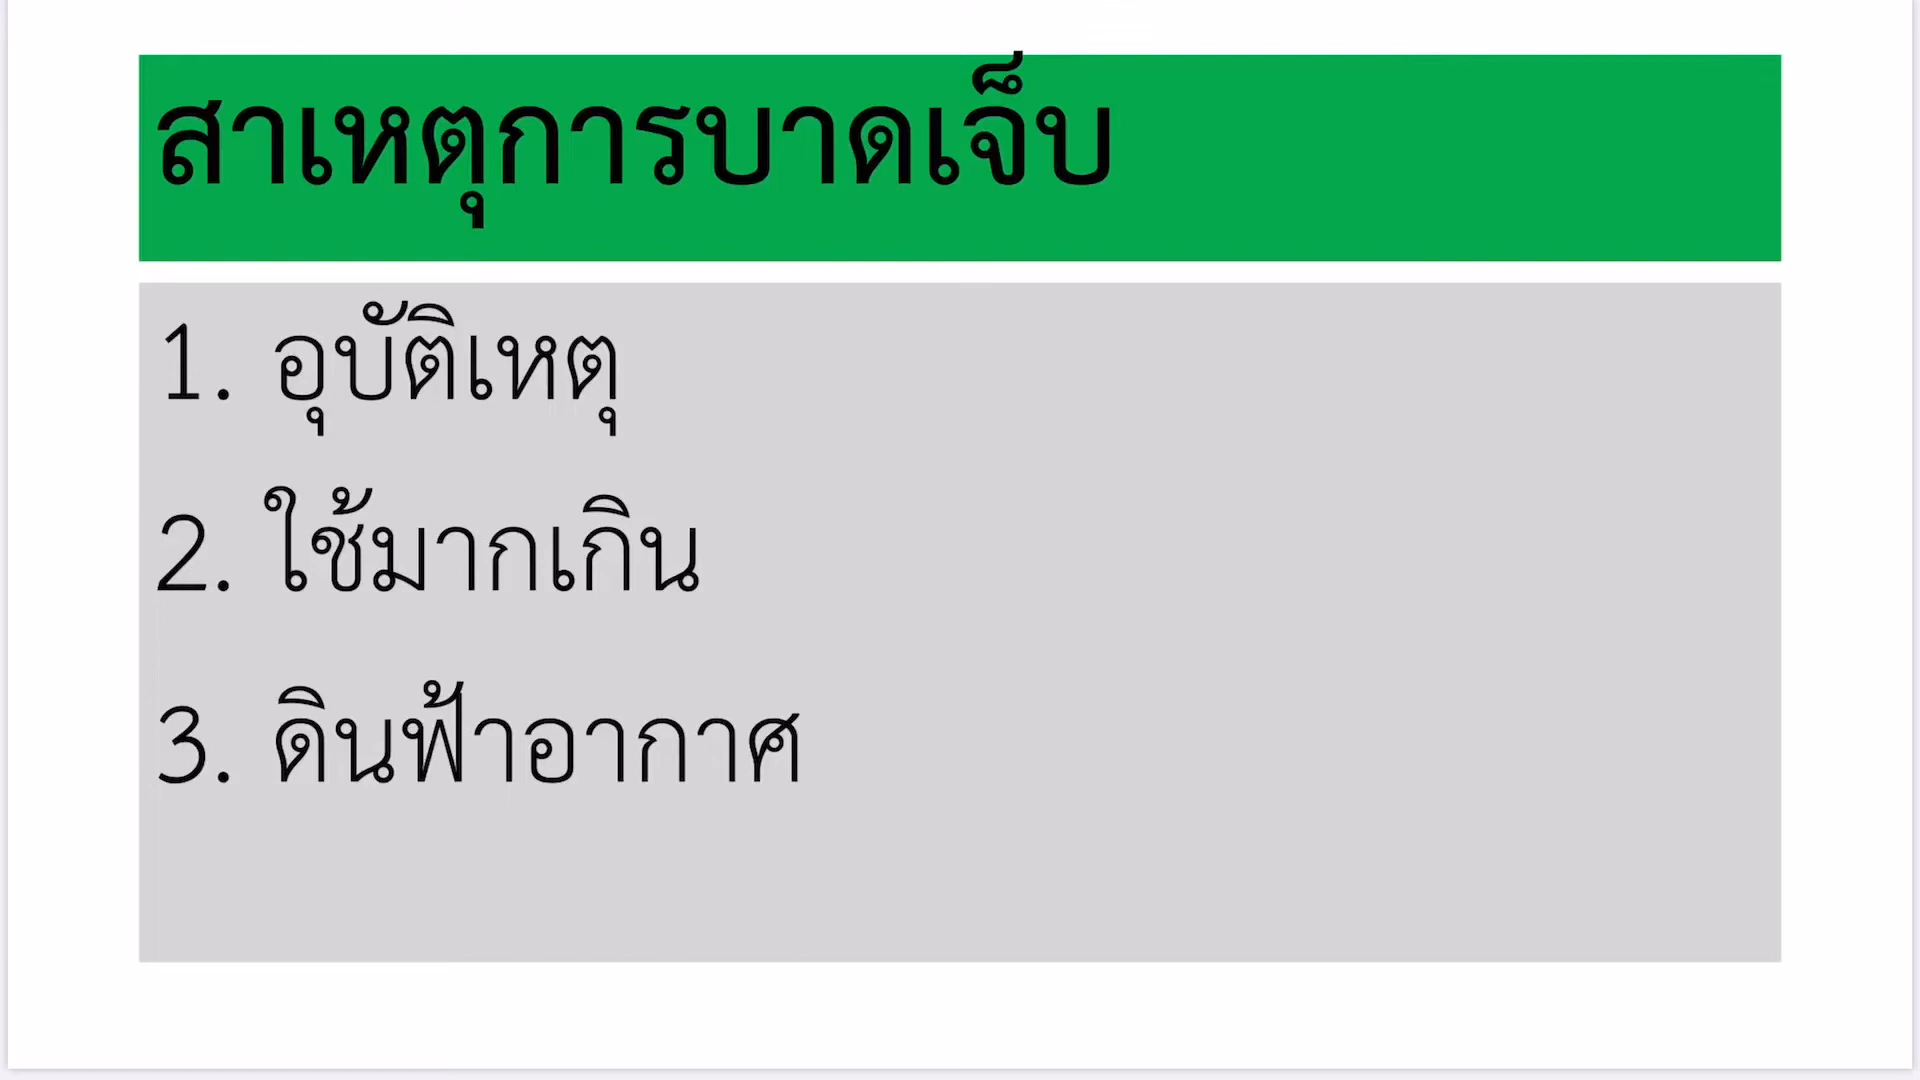 สาเหตุการบาดเจ็บ
1. อุบัติเหตุ
2. ใช้มากเกิน
3. ดินฟ้าอากาศ